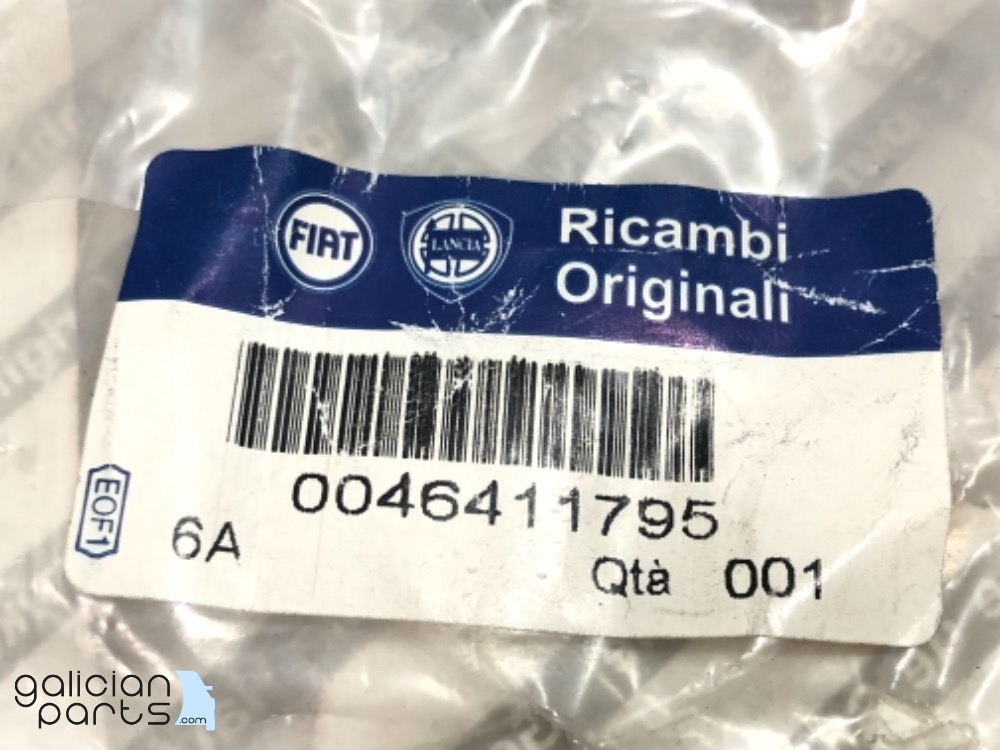 FIAT
LANCIA
Ricambi
Originali
0046411795
EOF1
6A
Qtà 001
galician
parts.com